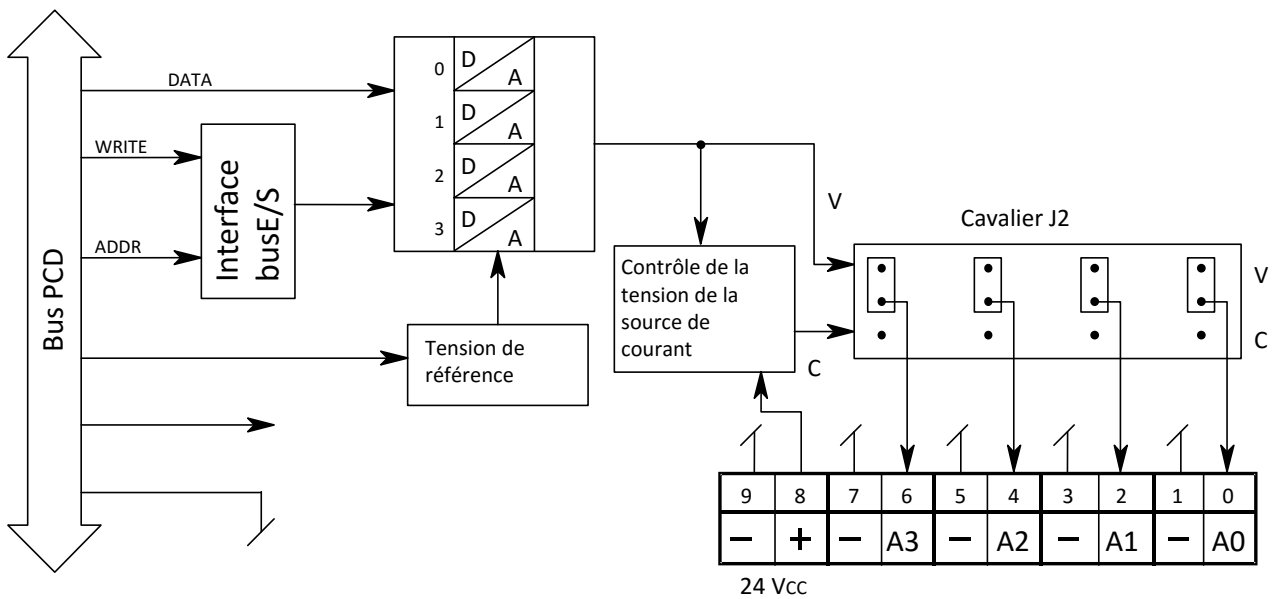 Bus PCD
DATA
WRITE
ADDR
Interface
busE/S
0 D A
1 D A
2 D A
3 D A
Tension de
référence
Contrôle de la
tension de la
source de
courant
V
C
Cavalier J2
V
C
9 8 7 6 5 4 3 2 1 0
− + − A3 − A2 − A1 − A0
24 Vcc